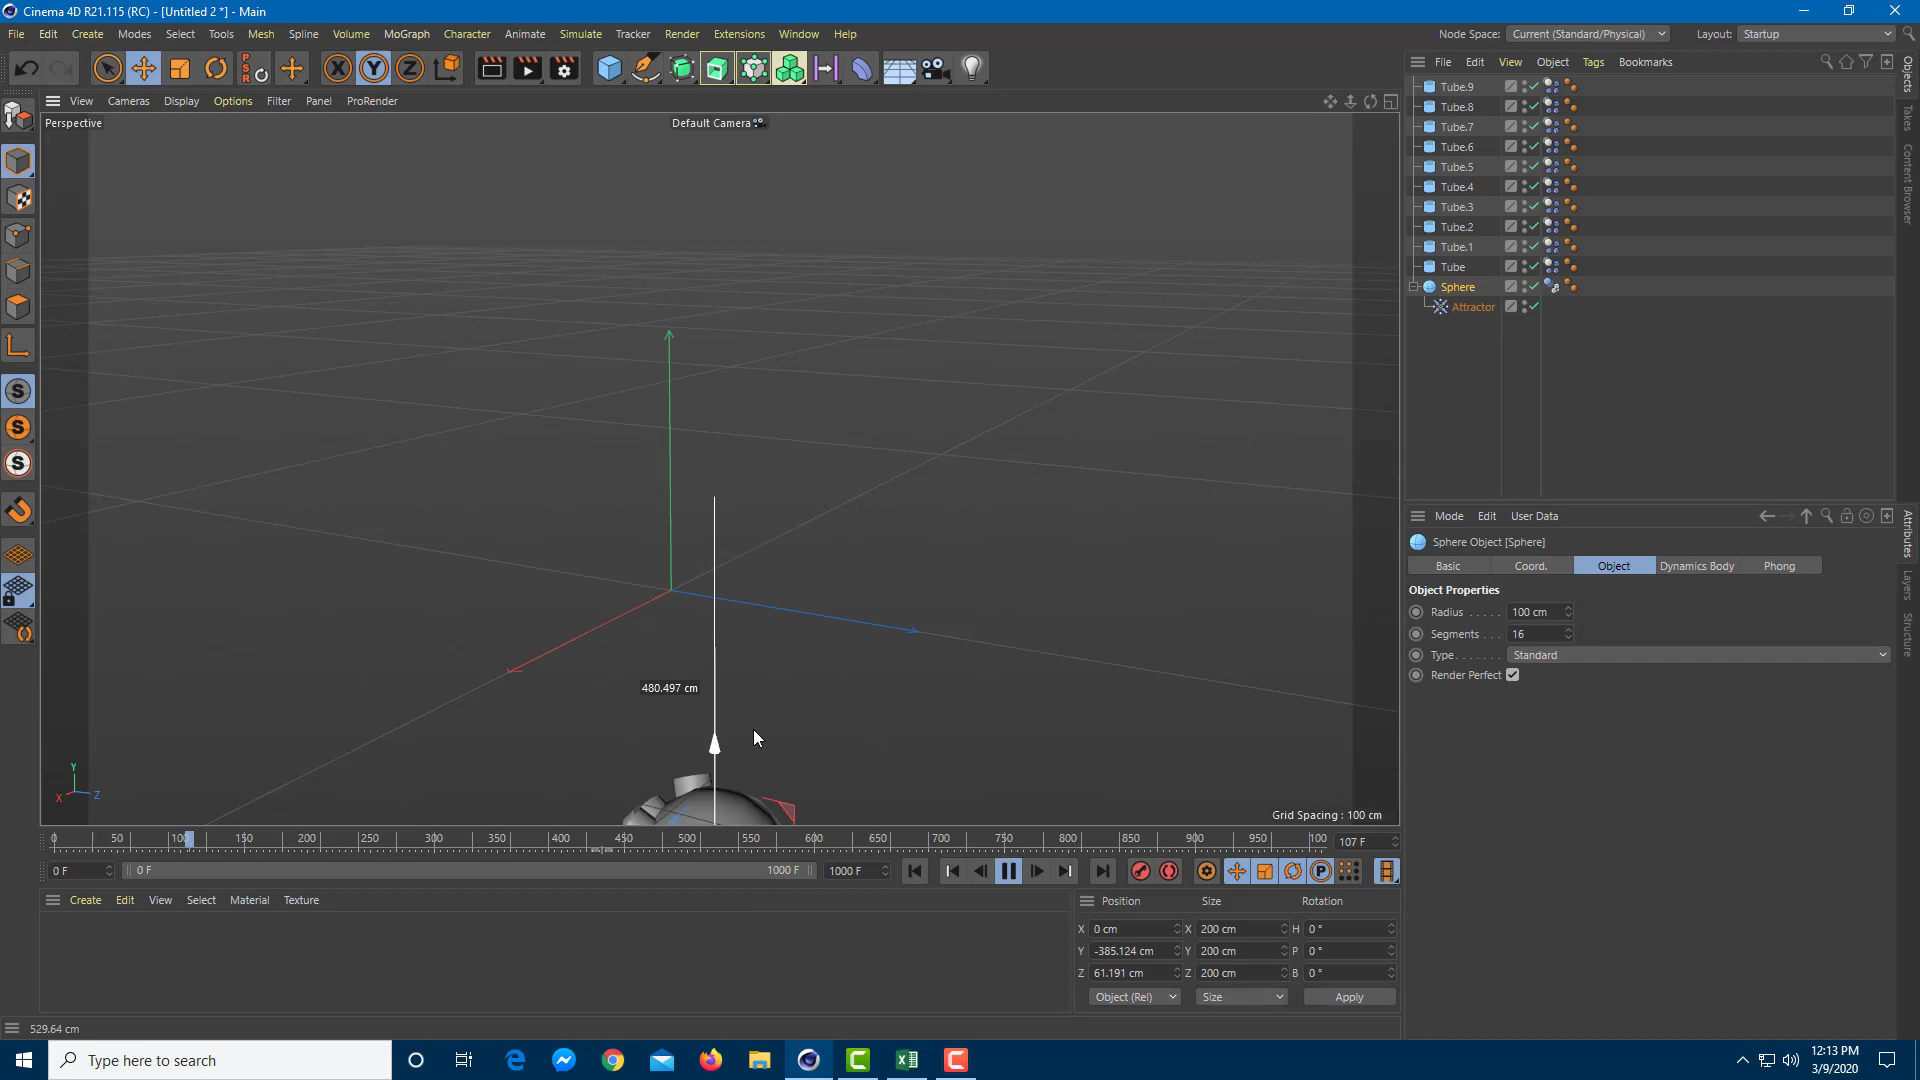 Cinema 4D R21.115 (RC) - [Untitled 2 *] - Main
File Edit Create Modes Select Tools Mesh Spline Volume MoGraph Character Animate Simulate Tracker Render Extensions Window Help
Node Space: Current (Standard/Physical) Layout: Startup
File Edit View Object Tags Bookmarks
View Cameras Display Options Filter Panel ProRender
Perspective
Default Camera
Tube.9
Tube.8
Tube.7
Tube.6
Tube.5
Tube.4
Tube.3
Tube.2
Tube.1
Tube
Sphere
Attractor
Objects
Takes
Content Browser
Mode Edit User Data
Sphere Object [Sphere]
Basic Coord. Object Dynamics Body Phong
Object Properties
Radius . . . . . 100 cm
Segments . . . 16
Type. . . . . . . Standard
Render Perfect
Attributes
Layers
Structure
480.497 cm
Y
X
Z
Grid Spacing : 100 cm
0 50 100 150 200 250 300 350 400 450 500 550 600 650 700 750 800 850 900 950 100 107 F
0 F 0 F 1000 F 1000 F
Create Edit View Select Material Texture
Position Size Rotation
X 0 cm X 200 cm H 0 °
Y -385.124 cm Y 200 cm P 0 °
Z 61.191 cm Z 200 cm B 0 °
Object (Rel) Size Apply
529.64 cm
Type here to search
12:13 PM
3/9/2020